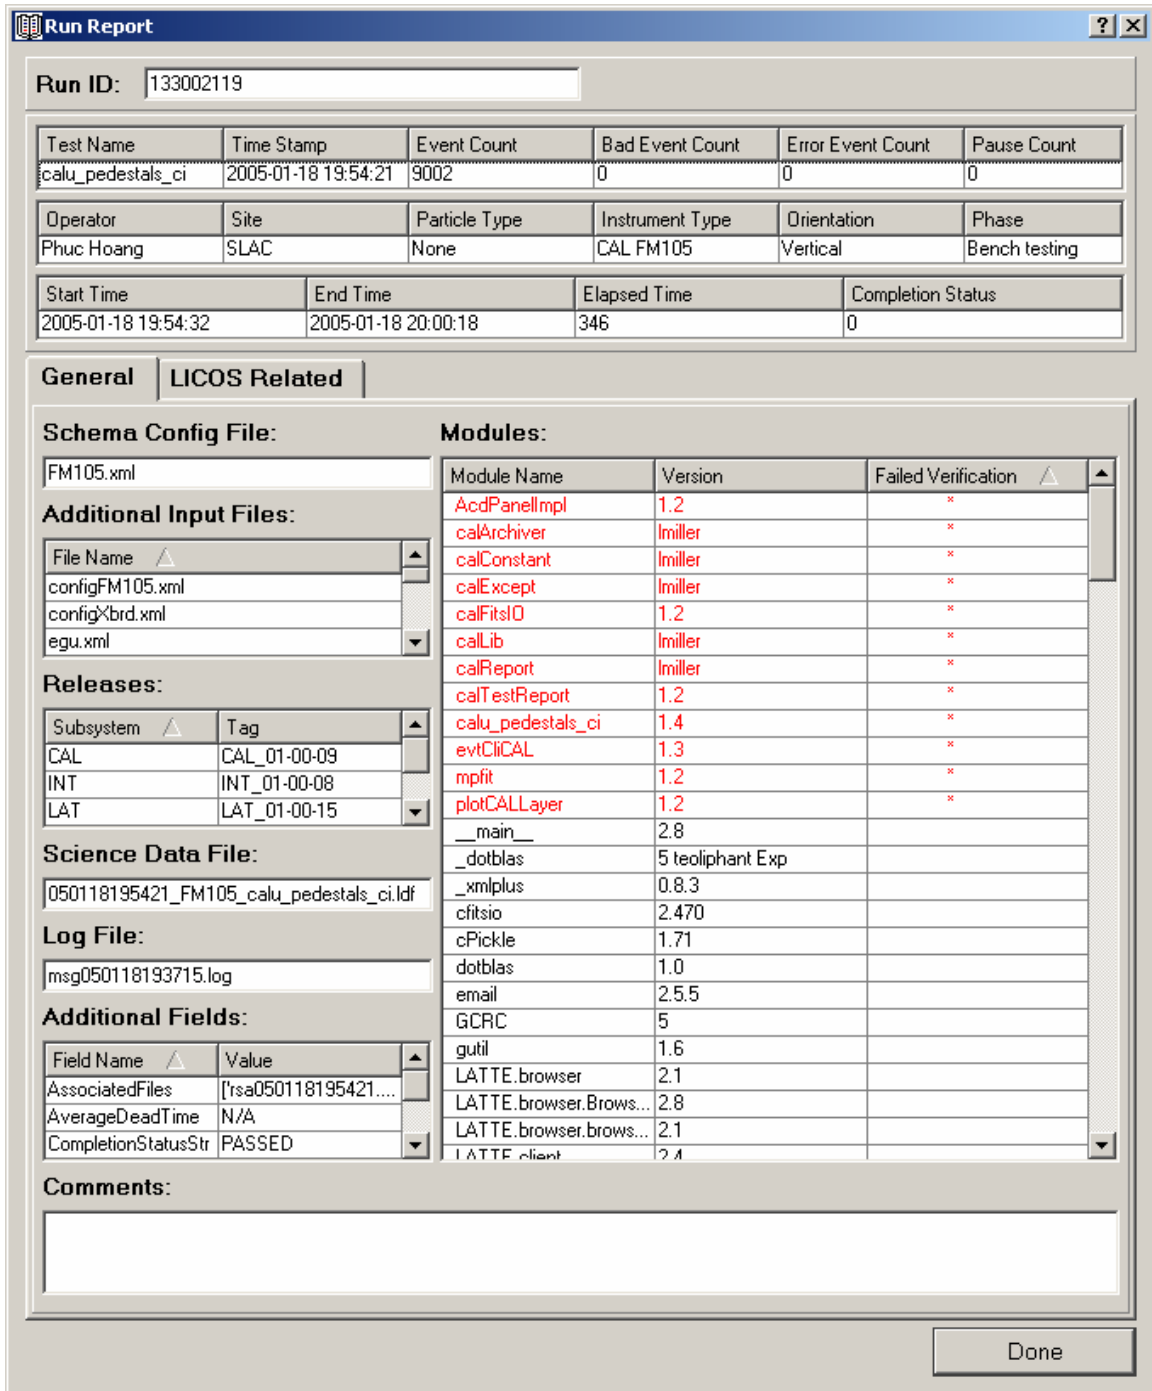 Run Report
Run ID: 133002119
Test Name Time Stamp Event Count Bad Event Count Error Event Count Pause Count
calu_pedestals_ci 2005-01-18 19:54:21 9002 0 0 0
Operator Site Particle Type Instrument Type Orientation Phase
Phuc Hoang SLAC None CAL FM105 Vertical Bench testing
Start Time End Time Elapsed Time Completion Status
2005-01-18 19:54:32 2005-01-18 20:00:18 346 0
General LICOS Related
Schema Config File:
FM105.xml
Additional Input Files:
File Name
configFM105.xml
configXbrd.xml
egu.xml
Releases:
Subsystem Tag
CAL CAL_01-00-09
INT INT_01-00-08
LAT LAT_01-00-15
Science Data File:
050118195421_FM105_calu_pedestals_ci.ldf
Log File:
msg050118193715.log
Additional Fields:
Field Name Value
AssociatedFiles ['rsa050118195421....
AverageDeadTime N/A
CompletionStatusStr PASSED
Modules:
Module Name Version Failed Verification
AcdPanelImpl 1.2 *
calArchiver lmiller *
calConstant lmiller *
calExcept lmiller *
calFitsIO 1.2 *
calLib lmiller *
calReport lmiller *
calTestReport 1.2 *
calu_pedestals_ci 1.4 *
evtCliCAL 1.3 *
mpfit 1.2 *
plotCALLayer 1.2 *
__main__ 2.8
_dotblas 5 teoliphant Exp
_xmlplus 0.8.3
cfitsio 2.470
cPickle 1.71
dotblas 1.0
email 2.5.5
GCRC 5
gutil 1.6
LATTE.browser 2.1
LATTE.browser.Brows... 2.8
LATTE.browser.brows... 2.1
LATTE.client 2.4
Comments:
Done